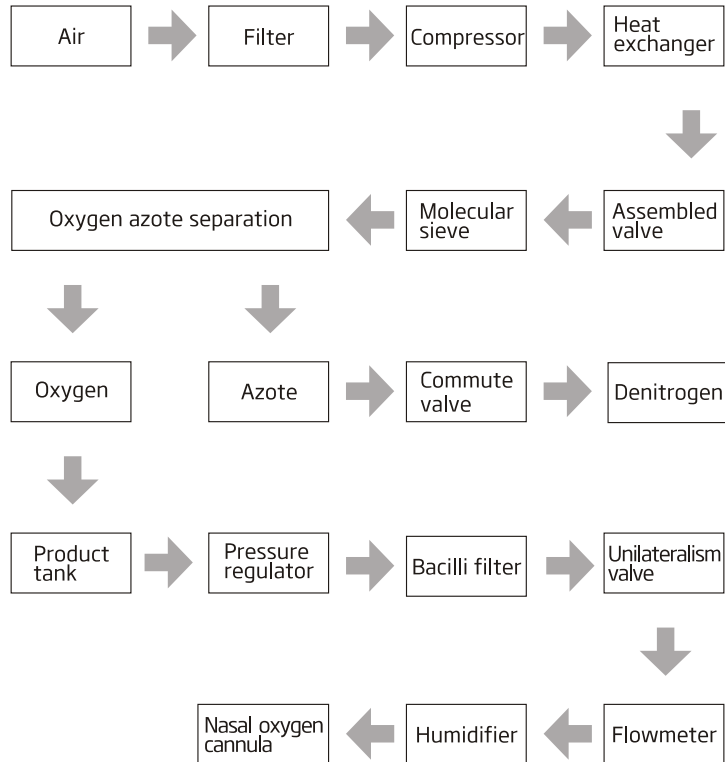 Air
Filter
Compressor
Heat
exchanger
Oxygen azote separation
Molecular
sieve
Assembled
valve
Oxygen
Azote
Commute
valve
Denitrogen
Product
tank
Pressure
regulator
Bacilli filter
Unilateralism
valve
Nasal oxygen
cannula
Humidifier
Flowmeter